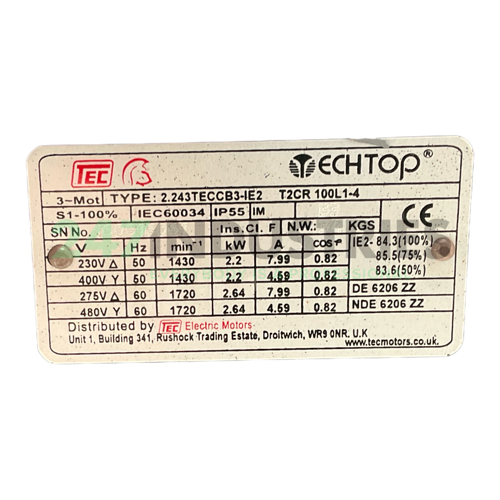 TEC TECHTOP®
3~Mot TYPE: 2.243TECCB3-IE2 T2CR 100L1-4
S1-100% IEC60034 IP55 IM CE
SN No. Ins.Cl. F N.W.: KGS
V Hz min⁻¹ kW A cosφ IE2- 84.3(100%)
230V △ 50 1430 2.2 7.99 0.82 85.5(75%)
400V Y 50 1430 2.2 4.59 0.82 83.6(50%)
275V △ 60 1720 2.64 7.99 0.82 DE 6206 ZZ
480V Y 60 1720 2.64 4.59 0.82 NDE 6206 ZZ
Distributed by TEC Electric Motors
Unit 1, Building 341, Rushock Trading Estate, Droitwich, WR9 0NR. U.K
www.tecmotors.co.uk.
247 INDUSTRIES